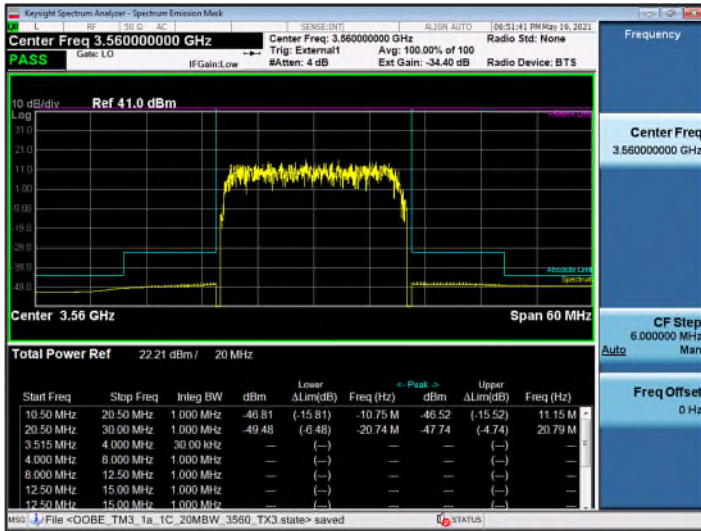 Keysight Spectrum Analyzer - Spectrum Emission Mask
L RF 50 Ω AC SENSE:INT ALIGN AUTO 06:51:41 PM May 19, 2021
Center Freq 3.560000000 GHz
Center Freq: 3.560000000 GHz
Radio Std: None
PASS
Gate: LO
Trig: External1
Avg: 100.00% of 100
IFGain:Low
#Atten: 4 dB
Ext Gain: -34.40 dB
Radio Device: BTS
10 dB/div Ref 41.0 dBm
Log
Relative Limit
31.0
21.0
11.0
1.00
-9.00
-19.0
-29.0
-39.0
-49.0
Absolute Limit
Spectrum
Center 3.56 GHz Span 60 MHz
Total Power Ref 22.21 dBm / 20 MHz
Lower <- Peak -> Upper
Start Freq Stop Freq Integ BW dBm ΔLim(dB) Freq (Hz) dBm ΔLim(dB) Freq (Hz)
10.50 MHz 20.50 MHz 1.000 MHz -46.81 (-15.81) -10.75 M -46.52 (-15.52) 11.15 M
20.50 MHz 30.00 MHz 1.000 MHz -49.48 (-6.48) -20.74 M -47.74 (-4.74) 20.79 M
3.515 MHz 4.000 MHz 30.00 kHz --- (---) --- --- (---) ---
4.000 MHz 8.000 MHz 1.000 MHz --- (---) --- --- (---) ---
8.000 MHz 12.50 MHz 1.000 MHz --- (---) --- --- (---) ---
12.50 MHz 15.00 MHz 1.000 MHz --- (---) --- --- (---) ---
12.50 MHz 15.00 MHz 1.000 MHz --- (---) --- --- (---) ---
MSG File <OOBE_TM3_1a_1C_20MBW_3560_TX3.state> saved STATUS
Frequency
Center Freq
3.560000000 GHz
CF Step
6.000000 MHz
Auto Man
Freq Offset
0 Hz